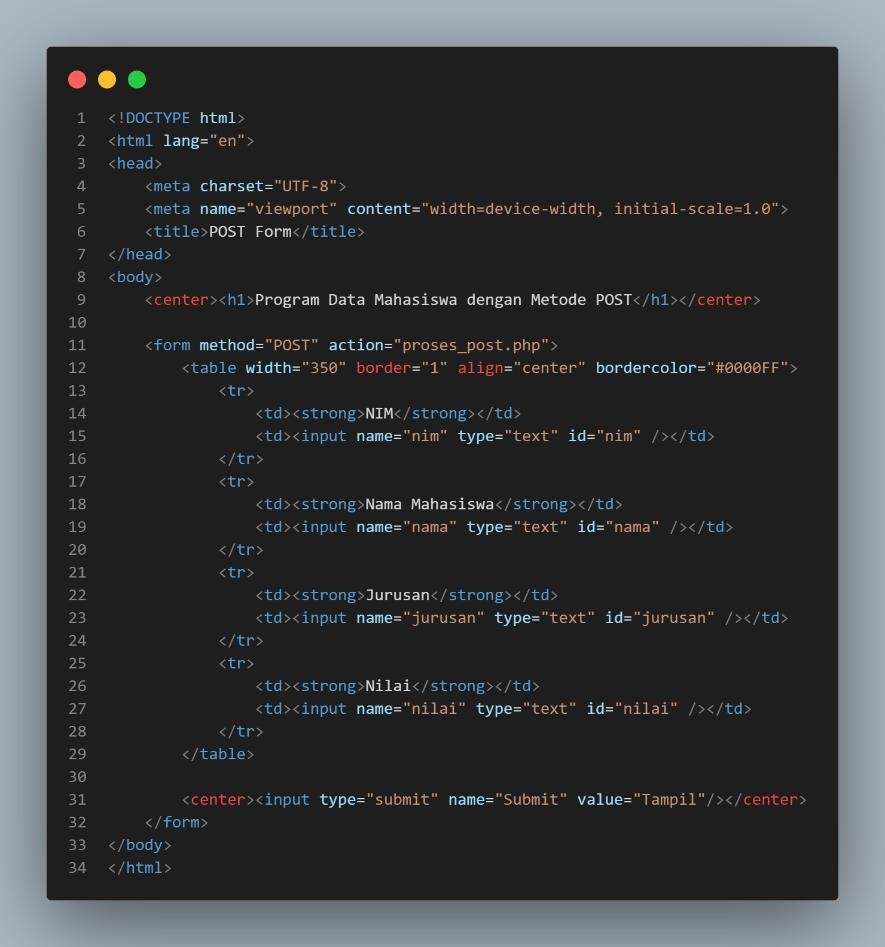 1 <!DOCTYPE html>
2 <html lang="en">
3 <head>
4     <meta charset="UTF-8">
5     <meta name="viewport" content="width=device-width, initial-scale=1.0">
6     <title>POST Form</title>
7 </head>
8 <body>
9     <center><h1>Program Data Mahasiswa dengan Metode POST</h1></center>
10
11     <form method="POST" action="proses_post.php">
12         <table width="350" border="1" align="center" bordercolor="#0000FF">
13             <tr>
14                 <td><strong>NIM</strong></td>
15                 <td><input name="nim" type="text" id="nim" /></td>
16             </tr>
17             <tr>
18                 <td><strong>Nama Mahasiswa</strong></td>
19                 <td><input name="nama" type="text" id="nama" /></td>
20             </tr>
21             <tr>
22                 <td><strong>Jurusan</strong></td>
23                 <td><input name="jurusan" type="text" id="jurusan" /></td>
24             </tr>
25             <tr>
26                 <td><strong>Nilai</strong></td>
27                 <td><input name="nilai" type="text" id="nilai" /></td>
28             </tr>
29         </table>
30
31         <center><input type="submit" name="Submit" value="Tampil"/></center>
32     </form>
33 </body>
34 </html>